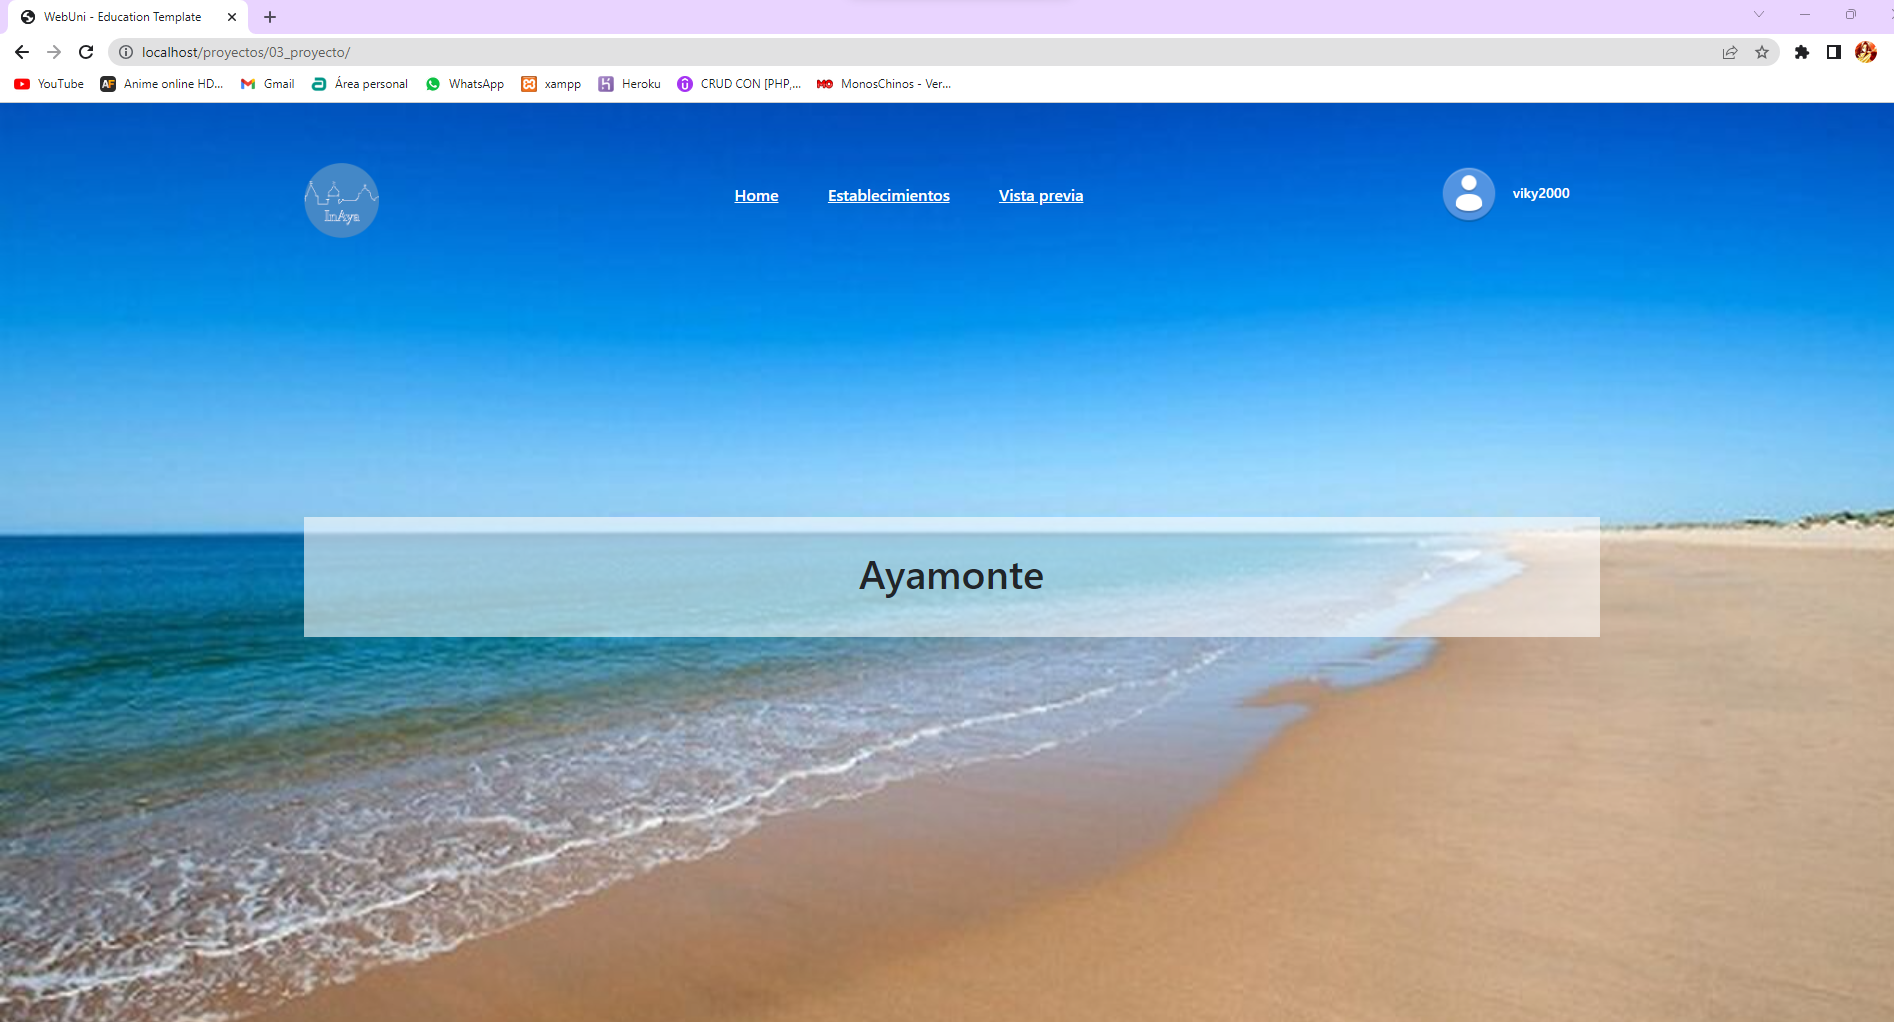 WebUni - Education Template
localhost/proyectos/03_proyecto/
YouTube AF Anime online HD... Gmail Área personal WhatsApp xampp Heroku CRUD CON [PHP,... MonosChinos - Ver...
InAya
Home Establecimientos Vista previa viky2000
Ayamonte